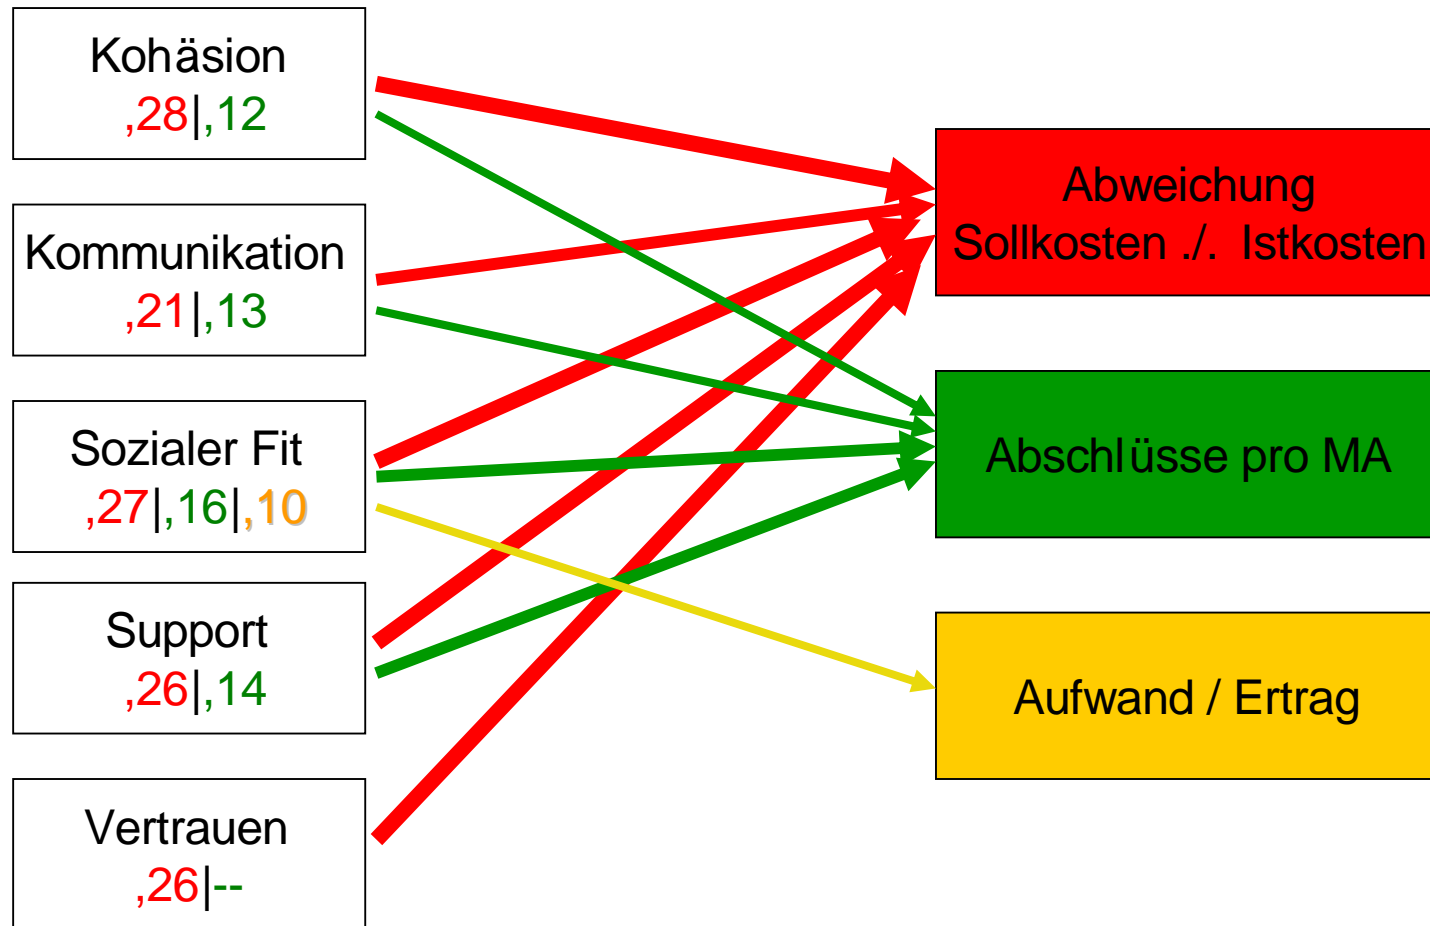 Kohäsion
,28|,12
Kommunikation
,21|,13
Sozialer Fit
,27|,16|,10
Support
,26|,14
Vertrauen
,26|--
Abweichung
Sollkosten ./. Istkosten
Abschlüsse pro MA
Aufwand / Ertrag